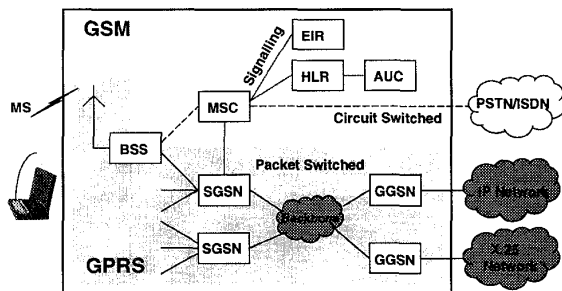 GSM
EIR
Signalling
HLR
AUC
MS
MSC
PSTN/ISDN
Circuit Switched
BSS
Packet Switched
SGSN
GGSN
IP Network
Backbone
SGSN
GPRS
GGSN
X.25
Network